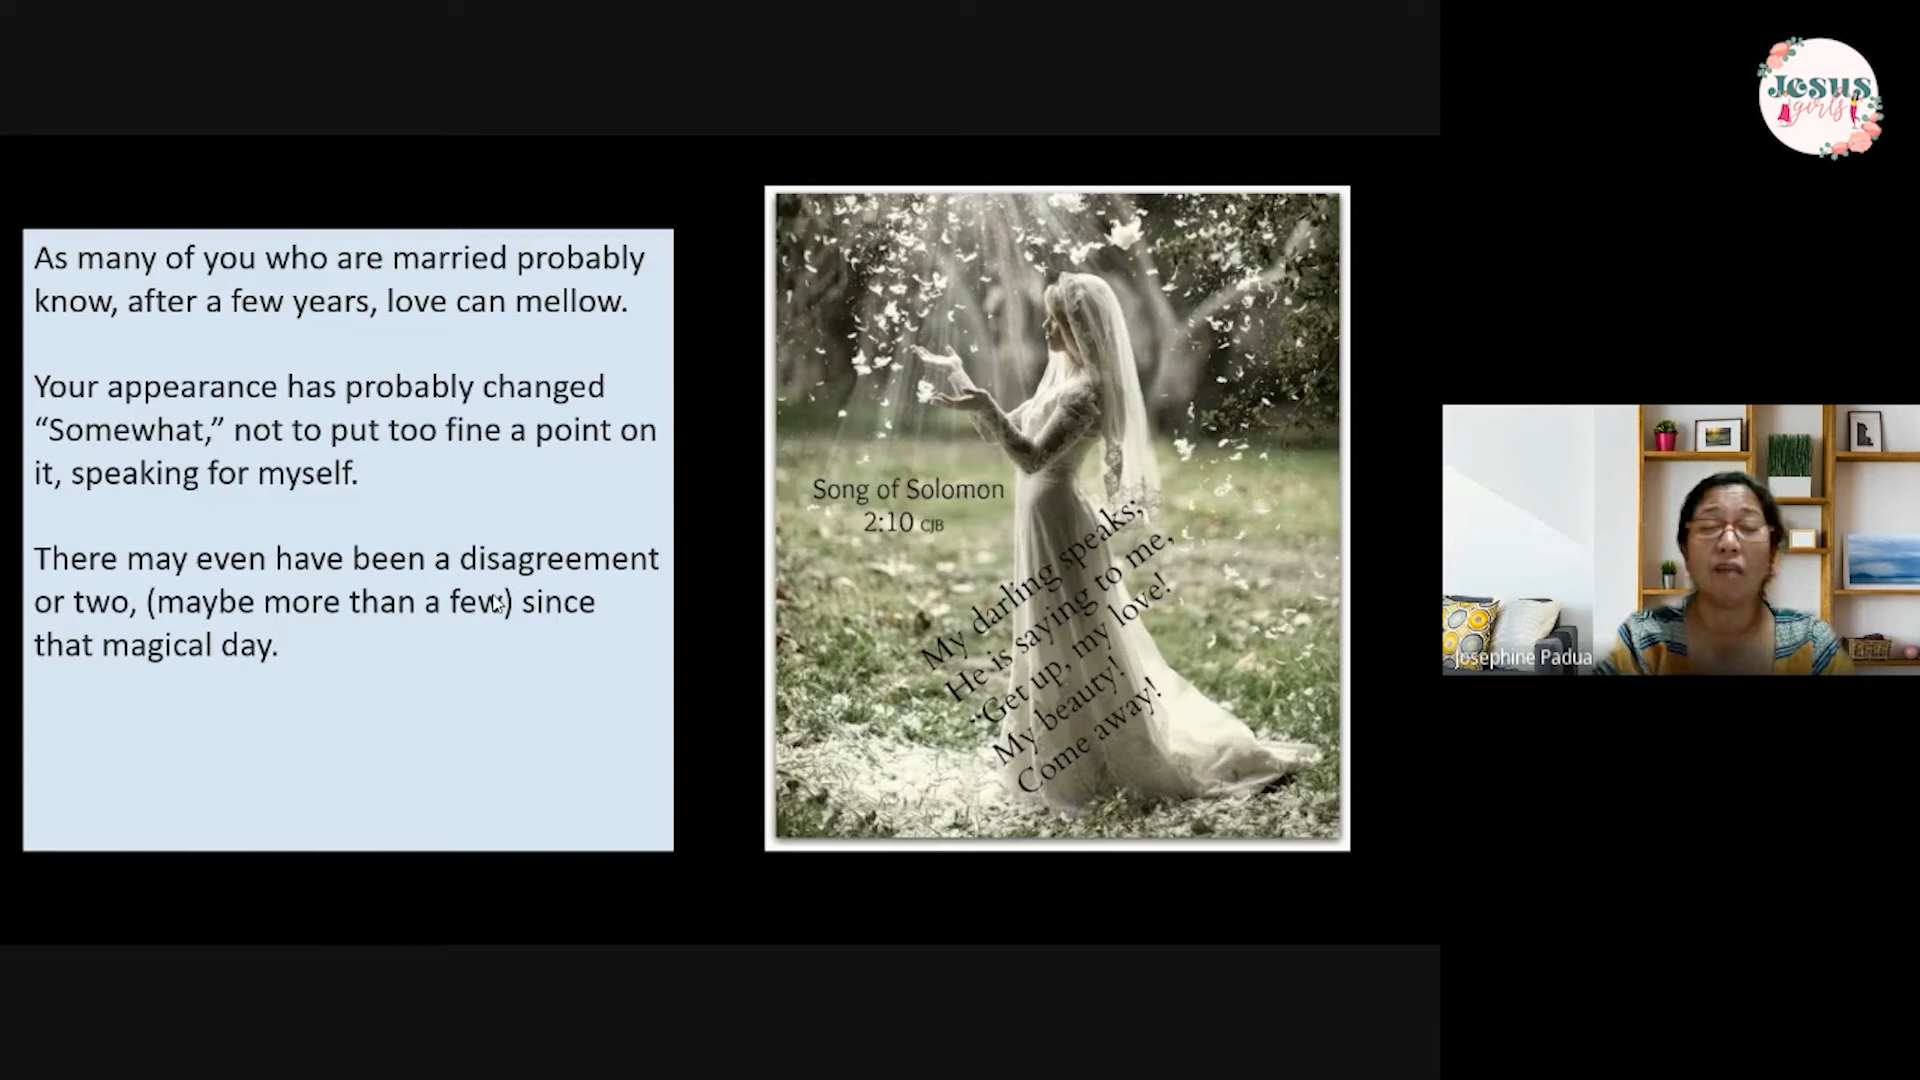 Jesus
girls
As many of you who are married probably
know, after a few years, love can mellow.
Your appearance has probably changed
“Somewhat,” not to put too fine a point on
it, speaking for myself.
There may even have been a disagreement
or two, (maybe more than a few) since
that magical day.
Song of Solomon
2:10 CJB
My darling speaks;
He is saying to me,
“Get up, my love!
My beauty!
Come away!
Josephine Padua